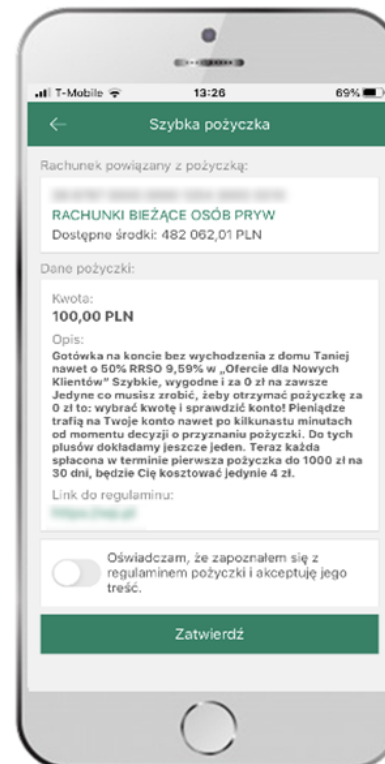 T-Mobile 13:26 69%
Szybka pożyczka
Rachunek powiązany z pożyczką:
RACHUNKI BIEŻĄCE OSÓB PRYW
Dostępne środki: 482 062,01 PLN
Dane pożyczki:
Kwota:
100,00 PLN
Opis:
Gotówka na koncie bez wychodzenia z domu Taniej
nawet o 50% RRSO 9,59% w „Ofercie dla Nowych
Klientów” Szybkie, wygodne i za 0 zł na zawsze
Jedyne co musisz zrobić, żeby otrzymać pożyczkę za
0 zł to: wybrać kwotę i sprawdzić konto! Pieniądze
trafią na Twoje konto nawet po kilkunastu minutach
od momentu decyzji o przyznaniu pożyczki. Do tych
plusów dokładamy jeszcze jeden. Teraz każda
spłacona w terminie pierwsza pożyczka do 1000 zł na
30 dni, będzie Cię kosztować jedynie 4 zł.
Link do regulaminu:
Oświadczam, że zapoznałem się z
regulaminem pożyczki i akceptuję jego
treść.
Zatwierdź